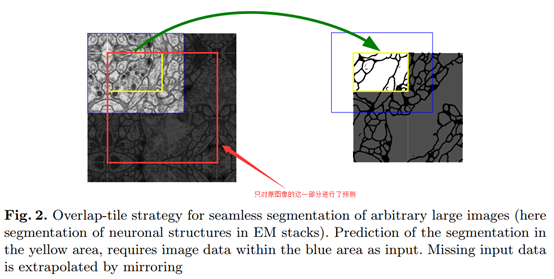 只对原图像的这一部分进行了预测
Fig. 2. Overlap-tile strategy for seamless segmentation of arbitrary large images (here
segmentation of neuronal structures in EM stacks). Prediction of the segmentation in
the yellow area, requires image data within the blue area as input. Missing input data
is extrapolated by mirroring